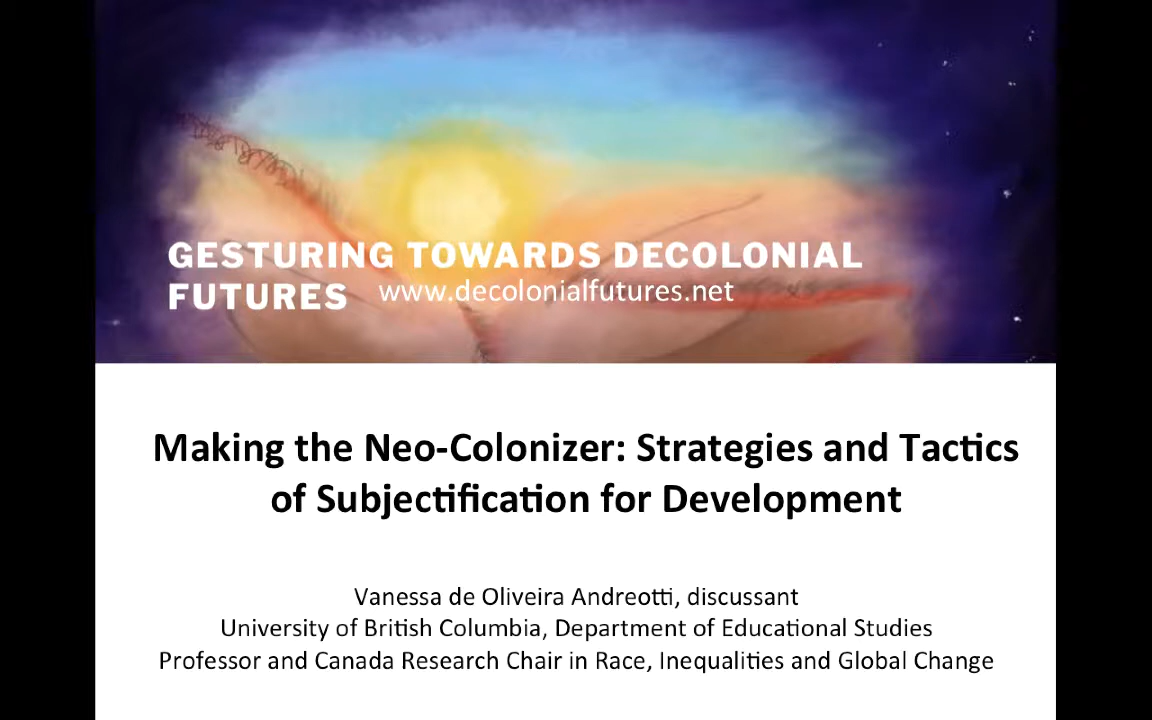 GESTURING TOWARDS DECOLONIAL
FUTURES www.decolonialfutures.net
Making the Neo-Colonizer: Strategies and Tactics
of Subjectification for Development
Vanessa de Oliveira Andreotti, discussant
University of British Columbia, Department of Educational Studies
Professor and Canada Research Chair in Race, Inequalities and Global Change